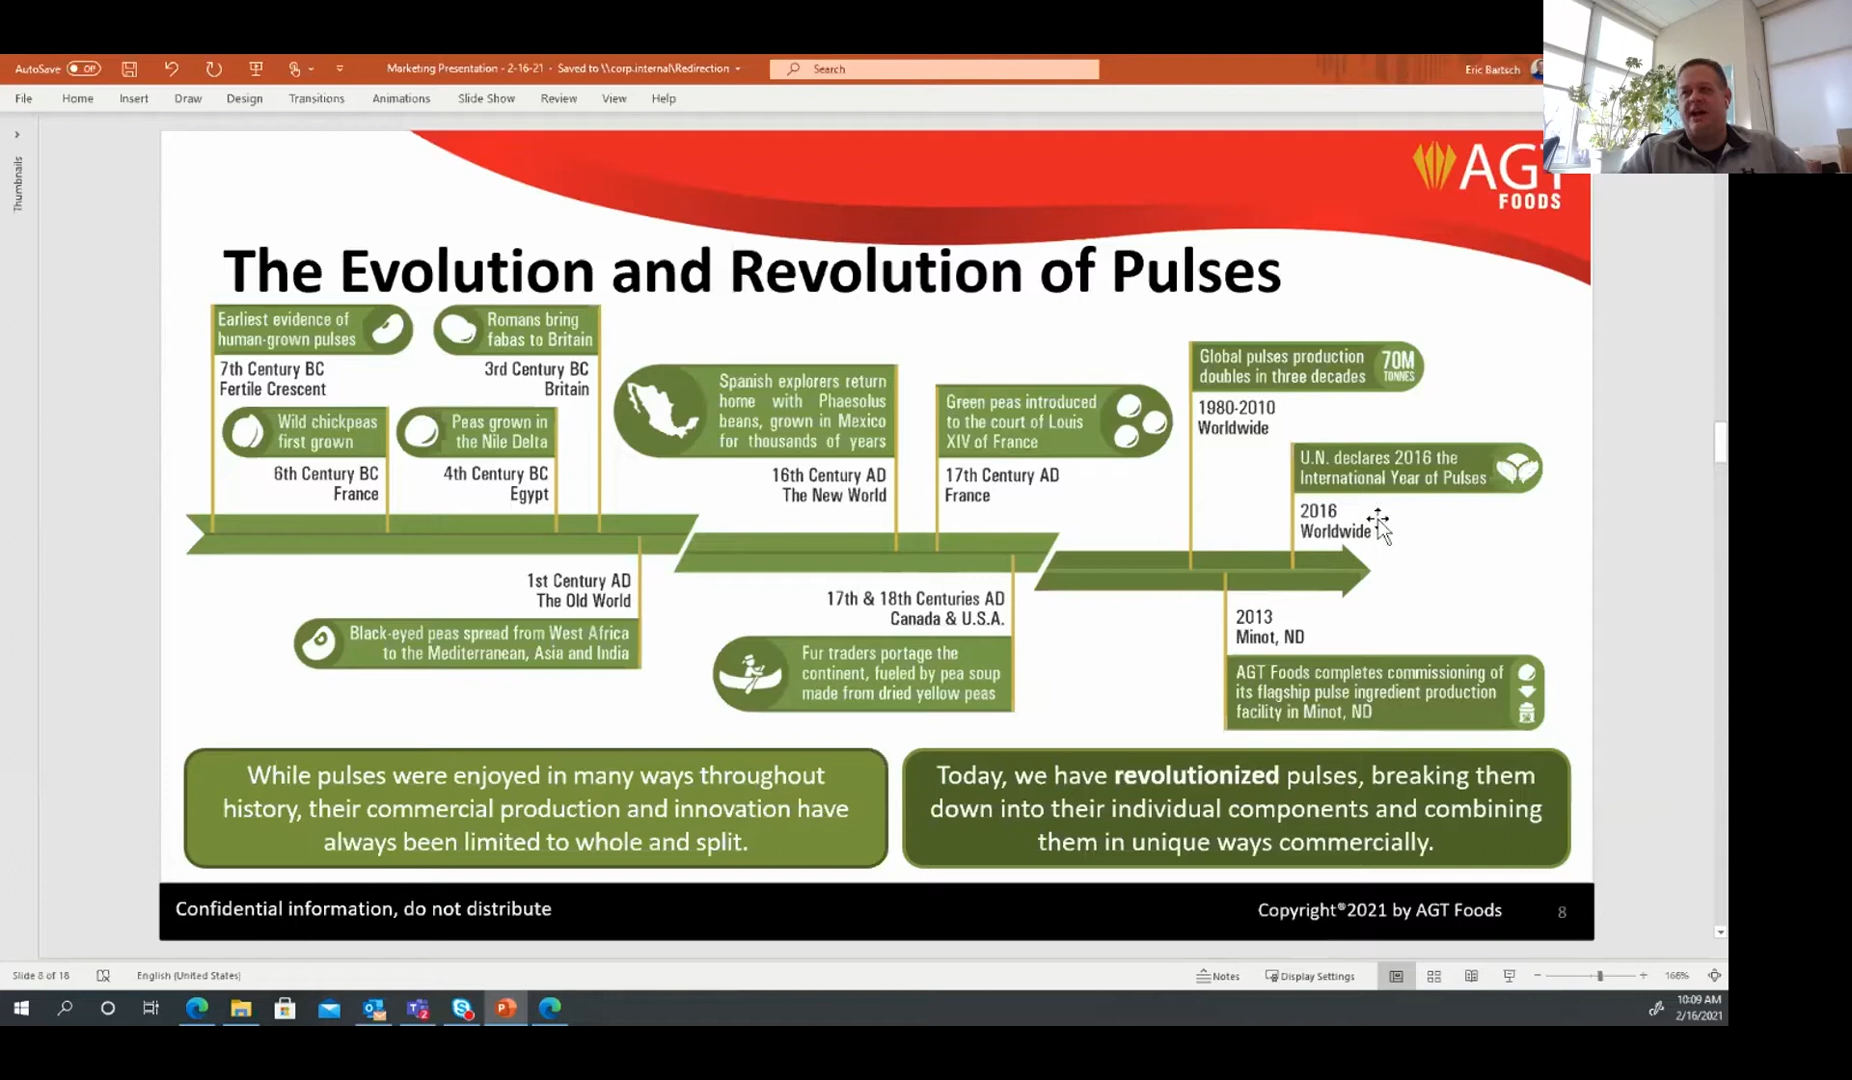 AutoSave Off
Marketing Presentation - 2-16-21 - Saved to \\corp.internal\Redirection
Search
Eric Bartsch
File Home Insert Draw Design Transitions Animations Slide Show Review View Help
Thumbnails
AGT
FOODS
The Evolution and Revolution of Pulses
Earliest evidence of
human-grown pulses
7th Century BC
Fertile Crescent
Romans bring
fabas to Britain
3rd Century BC
Britain
Wild chickpeas
first grown
6th Century BC
France
Peas grown in
the Nile Delta
4th Century BC
Egypt
Spanish explorers return
home with Phaesolus
beans, grown in Mexico
for thousands of years
16th Century AD
The New World
Green peas introduced
to the court of Louis
XIV of France
17th Century AD
France
Global pulses production
doubles in three decades
70M
TONNES
1980-2010
Worldwide
U.N. declares 2016 the
International Year of Pulses
2016
Worldwide
1st Century AD
The Old World
Black-eyed peas spread from West Africa
to the Mediterranean, Asia and India
17th & 18th Centuries AD
Canada & U.S.A.
Fur traders portage the
continent, fueled by pea soup
made from dried yellow peas
2013
Minot, ND
AGT Foods completes commissioning of
its flagship pulse ingredient production
facility in Minot, ND
While pulses were enjoyed in many ways throughout
history, their commercial production and innovation have
always been limited to whole and split.
Today, we have revolutionized pulses, breaking them
down into their individual components and combining
them in unique ways commercially.
Confidential information, do not distribute
Copyright®2021 by AGT Foods
8
Slide 8 of 18
English (United States)
Notes
Display Settings
166%
10:09 AM
2/16/2021